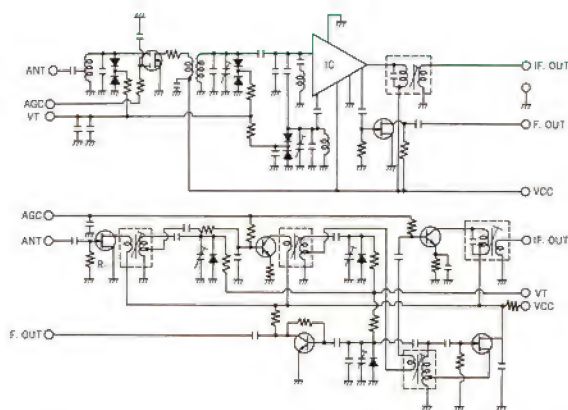 ANT
AGC
VT
IC
IF. OUT
F. OUT
VCC
AGC
ANT
R
IF. OUT
VT
VCC
F. OUT